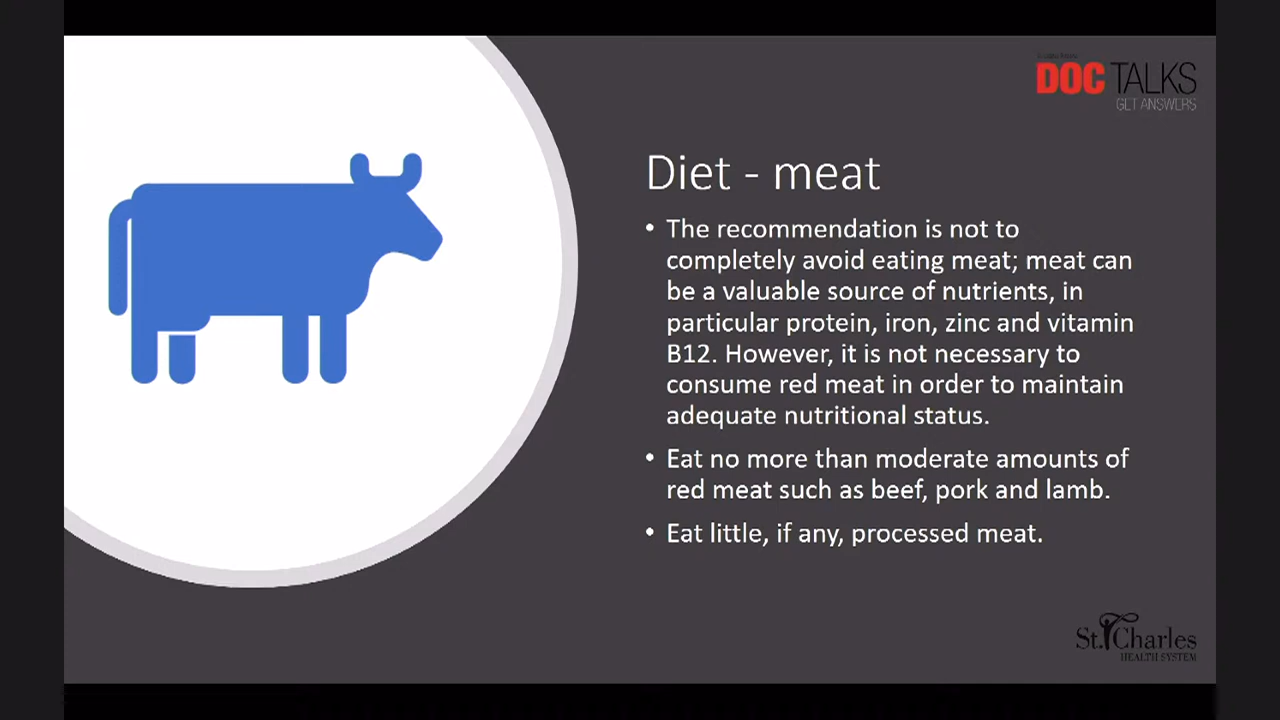 DOC TALKS
GET ANSWERS
Diet - meat
• The recommendation is not to
completely avoid eating meat; meat can
be a valuable source of nutrients, in
particular protein, iron, zinc and vitamin
B12. However, it is not necessary to
consume red meat in order to maintain
adequate nutritional status.
• Eat no more than moderate amounts of
red meat such as beef, pork and lamb.
• Eat little, if any, processed meat.
St. Charles
HEALTH SYSTEM